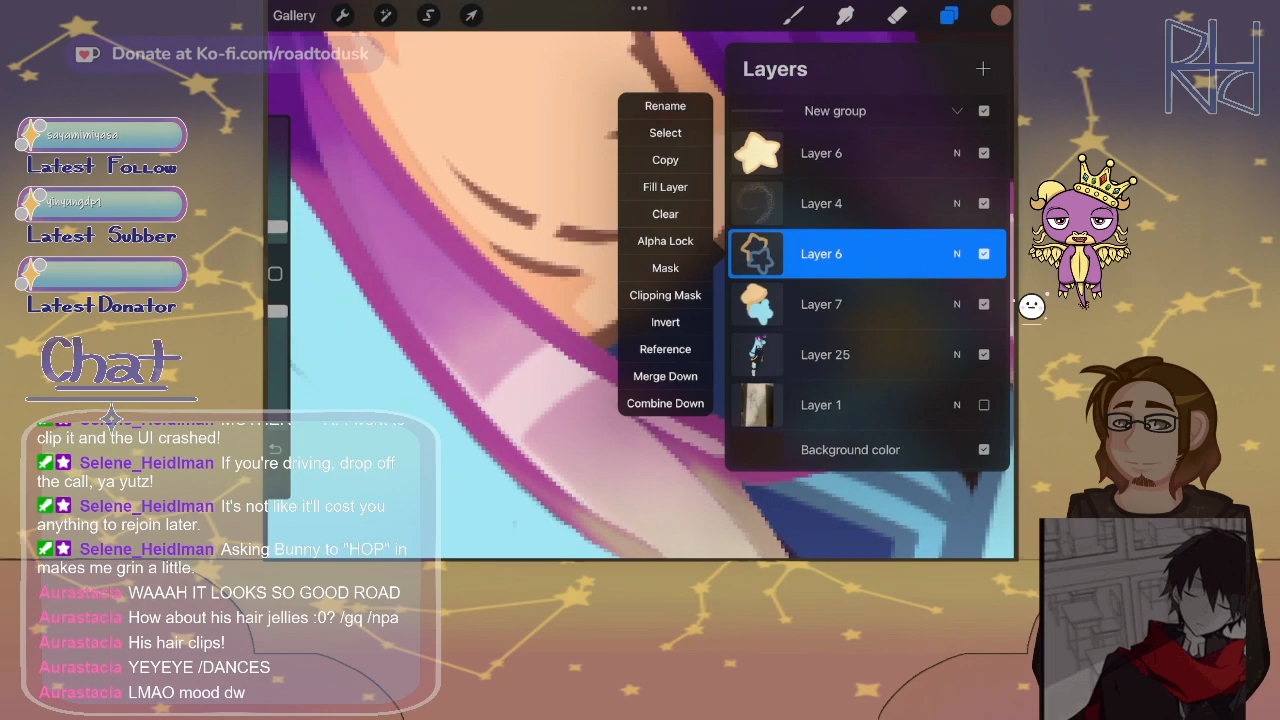 Gallery
Donate at Ko-fi.com/roadtodusk
sayamimiyasa
Latest Follow
yinyangdp1
Latest Subber
Latest Donator
Chat
clip it and the UI crashed!
Selene_Heidlman If you're driving, drop off
the call, ya yutz!
Selene_Heidlman It's not like it'll cost you
anything to rejoin later.
Selene_Heidlman Asking Bunny to "HOP" in
makes me grin a little.
Aurastacia WAAAH IT LOOKS SO GOOD ROAD
Aurastacia How about his hair jellies :0? /gq /npa
Aurastacia His hair clips!
Aurastacia YEYEYE /DANCES
Aurastacia LMAO mood dw
Rename
Select
Copy
Fill Layer
Clear
Alpha Lock
Mask
Clipping Mask
Invert
Reference
Merge Down
Combine Down
Layers
New group
Layer 6 N
Layer 4 N
Layer 6 N
Layer 7 N
Layer 25 N
Layer 1 N
Background color